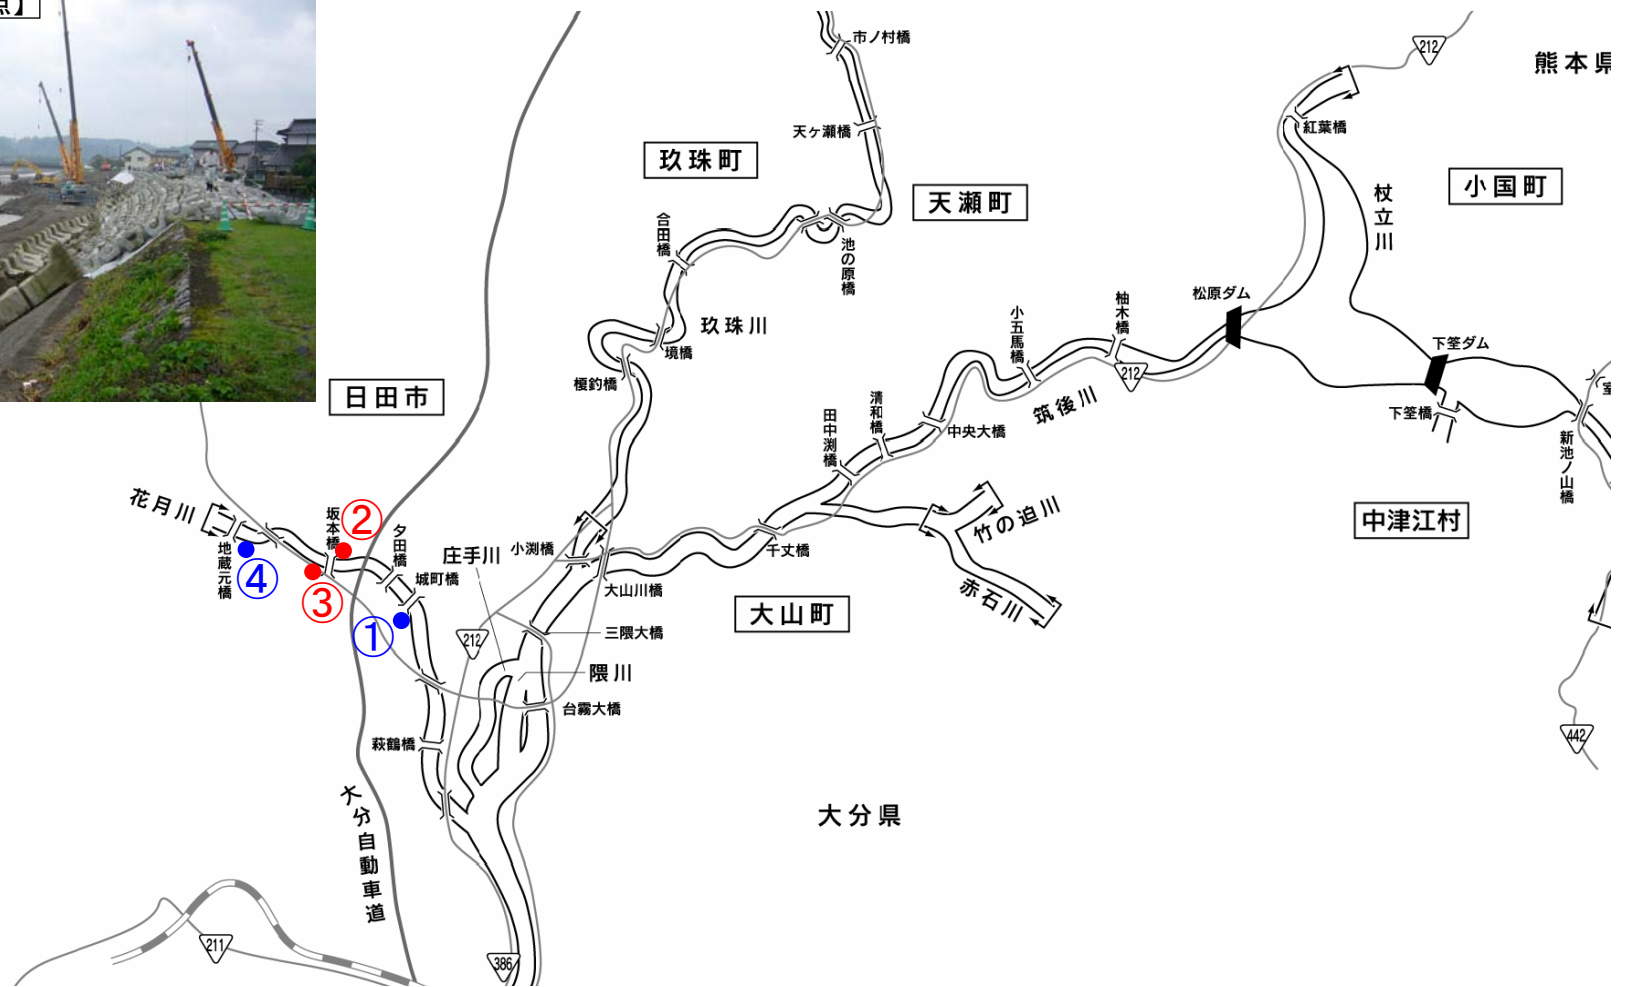 点】
市ノ村橋
212
熊本県
天ヶ瀬橋
紅葉橋
玖珠町
小国町
天瀬町
杖立川
合田橋
池の原橋
松原ダム
柚木橋
小五馬橋
玖珠川
境橋
下筌ダム
榎釣橋
212
日田市
筑後川
清和橋
下筌橋
田中渕橋
中央大橋
新池ノ山橋
室
花月川
坂本橋
②
夕田橋
竹の迫川
中津江村
地蔵元橋
④
庄手川
小渕橋
千丈橋
城町橋
③
大山川橋
赤石川
大山町
①
212
三隈大橋
隈川
台霧大橋
萩鶴橋
442
大分自動車道
大分県
211
386